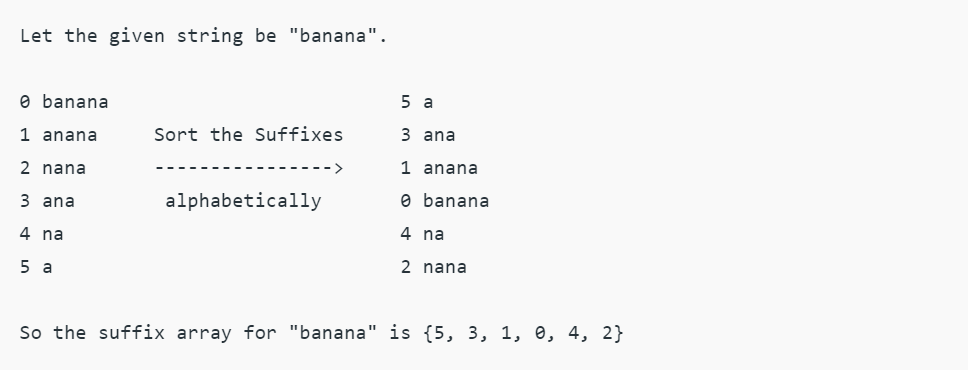 Let the given string be "banana".
0 banana                          5 a
1 anana     Sort the Suffixes     3 ana
2 nana      ---------------->     1 anana
3 ana        alphabetically       0 banana
4 na                              4 na
5 a                               2 nana
So the suffix array for "banana" is {5, 3, 1, 0, 4, 2}